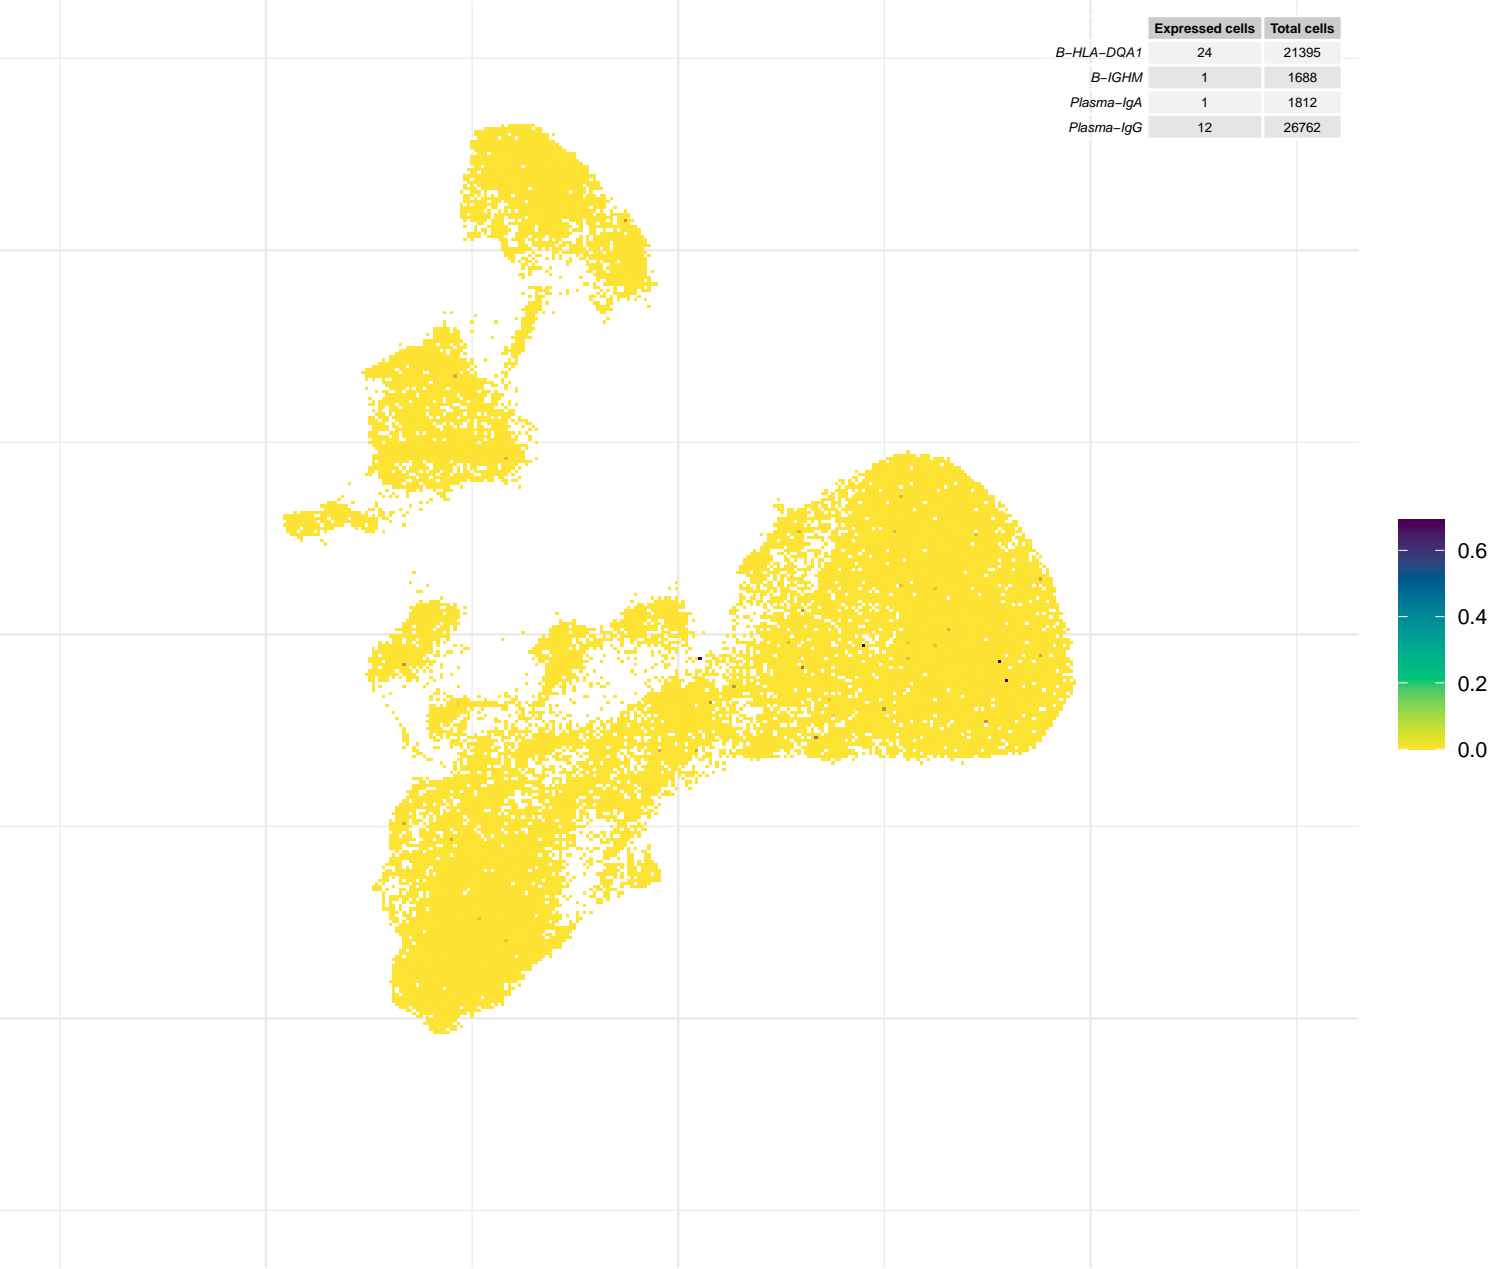 Expressed cells Total cells
B-HLA-DQA1 24 21395
B-IGHM 1 1688
Plasma-IgA 1 1812
Plasma-IgG 12 26762
0.6
0.4
0.2
0.0